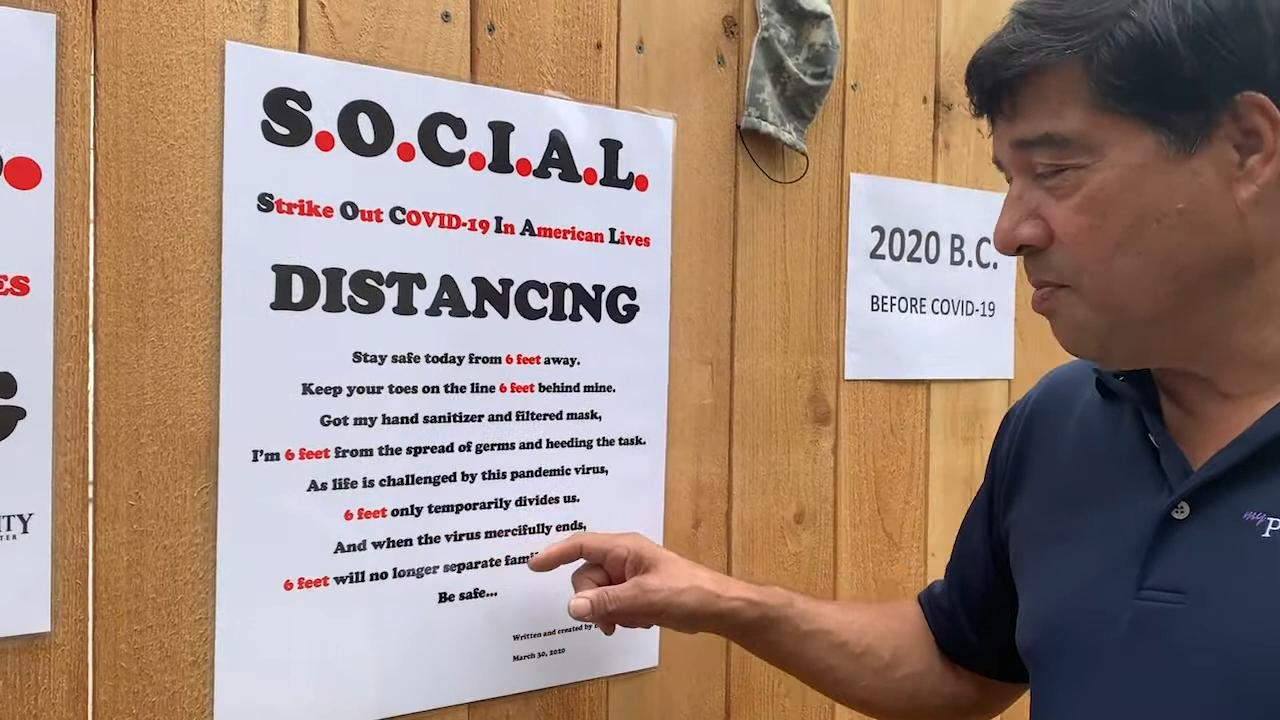 S.O.C.I.A.L.
Strike Out COVID-19 In American Lives
DISTANCING
Stay safe today from 6 feet away.
Keep your toes on the line 6 feet behind mine.
Got my hand sanitizer and filtered mask,
I'm 6 feet from the spread of germs and heeding the task.
As life is challenged by this pandemic virus,
6 feet only temporarily divides us.
And when the virus mercifully ends,
6 feet will no longer separate
Be safe...
Written and created by
March 30, 2020
2020 B.C.
BEFORE COVID-19
my